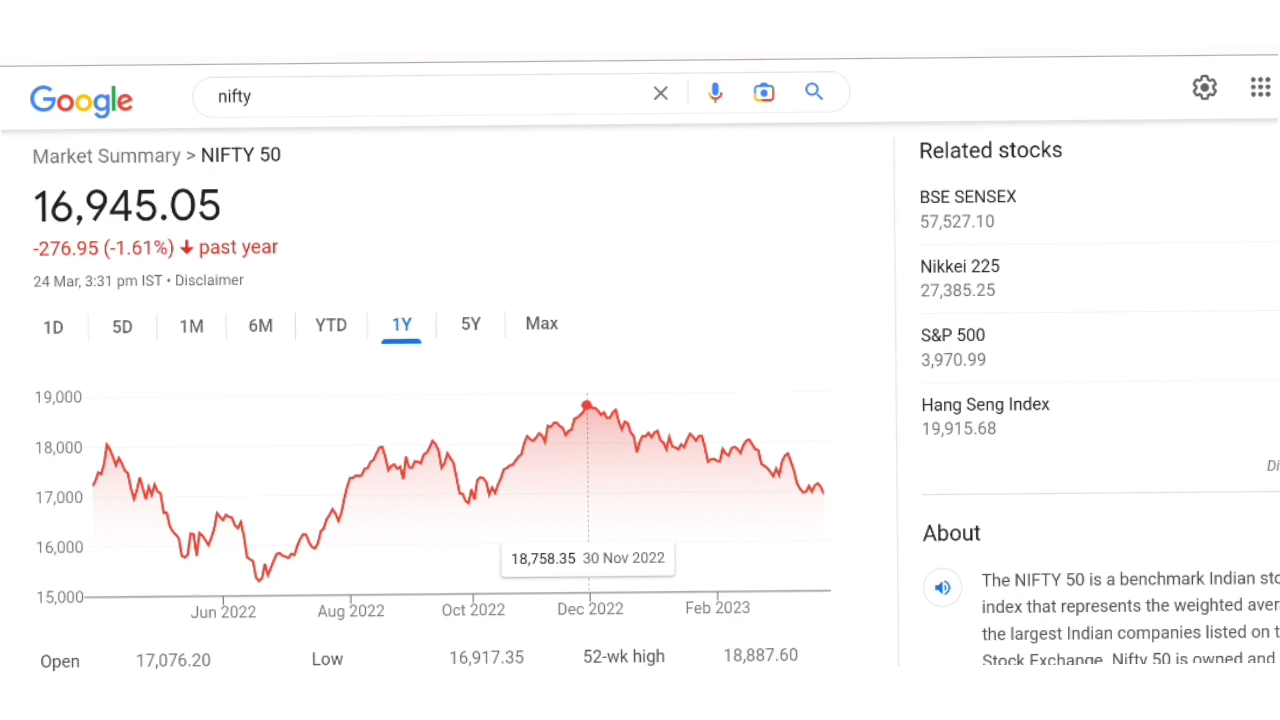 Google
nifty
Market Summary > NIFTY 50
16,945.05
-276.95 (-1.61%) ↓ past year
24 Mar, 3:31 pm IST • Disclaimer
1D 5D 1M 6M YTD 1Y 5Y Max
19,000
18,000
17,000
16,000
15,000
18,758.35 30 Nov 2022
Jun 2022 Aug 2022 Oct 2022 Dec 2022 Feb 2023
Open 17,076.20 Low 16,917.35 52-wk high 18,887.60
Related stocks
BSE SENSEX
57,527.10
Nikkei 225
27,385.25
S&P 500
3,970.99
Hang Seng Index
19,915.68
Di
About
The NIFTY 50 is a benchmark Indian sto
index that represents the weighted aver
the largest Indian companies listed on t
Stock Exchange. Nifty 50 is owned and